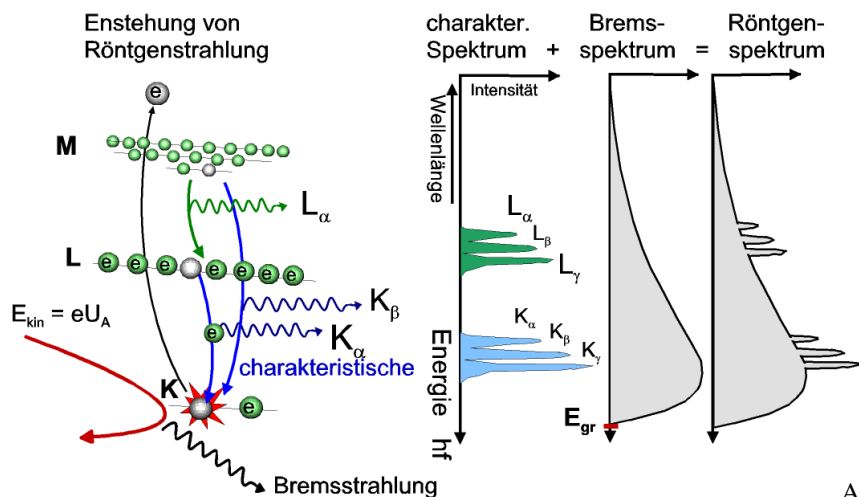 Enstehung von
Röntgenstrahlung
charakter.
Spektrum + 
Brems-
spektrum =
Röntgen-
spektrum
Intensität
Wellenlänge
e
M
Lα
L
e e e e e e e
Ekin = eUA
Kβ
e
Kα
charakteristische
K
e
Bremsstrahlung
Lα
Lβ
Lγ
Kα
Kβ
Kγ
Energie
hf
Egr
A